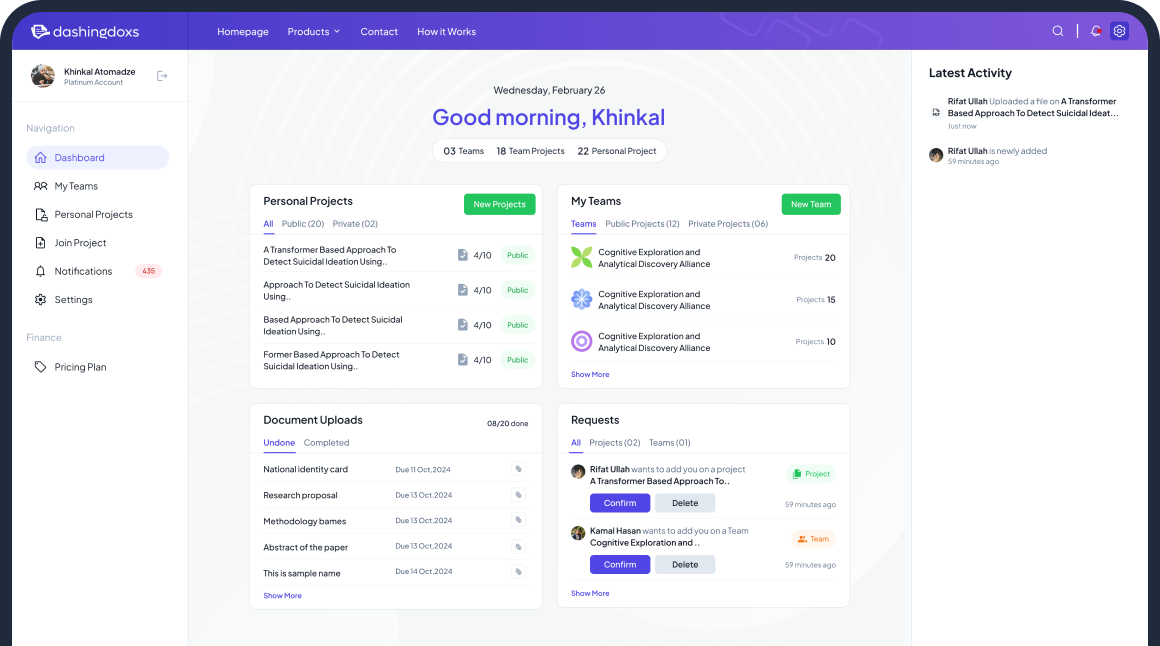 dashingdoxs
Homepage
Products
Contact
How it Works
Khinkal Atomadze
Platinum Account
Navigation
Dashboard
My Teams
Personal Projects
Join Project
Notifications
435
Settings
Finance
Pricing Plan
Wednesday, February 26
Good morning, Khinkal
03 Teams 18 Team Projects 22 Personal Project
Personal Projects
New Projects
All Public (20) Private (02)
A Transformer Based Approach To
Detect Suicidal Ideation Using..
4/10
Public
Approach To Detect Suicidal Ideation
Using..
4/10
Public
Based Approach To Detect Suicidal
Ideation Using..
4/10
Public
Former Based Approach To Detect
Suicidal Ideation Using..
4/10
Public
My Teams
New Team
Teams Public Projects (12) Private Projects (06)
Cognitive Exploration and
Analytical Discovery Alliance
Projects 20
Cognitive Exploration and
Analytical Discovery Alliance
Projects 15
Cognitive Exploration and
Analytical Discovery Alliance
Projects 10
Show More
Document Uploads
08/20 done
Undone Completed
National identity card
Due 11 Oct,2024
Research proposal
Due 13 Oct,2024
Methodology bames
Due 13 Oct,2024
Abstract of the paper
Due 13 Oct,2024
This is sample name
Due 14 Oct,2024
Show More
Requests
All Projects (02) Teams (01)
Rifat Ullah wants to add you on a project
A Transformer Based Approach To..
Project
Confirm
Delete
59 minutes ago
Kamal Hasan wants to add you on a Team
Cognitive Exploration and ..
Team
Confirm
Delete
59 minutes ago
Show More
Latest Activity
Rifat Ullah Uploaded a file on A Transformer
Based Approach To Detect Suicidal Ideat...
Just now
Rifat Ullah is newly added
59 minutes ago